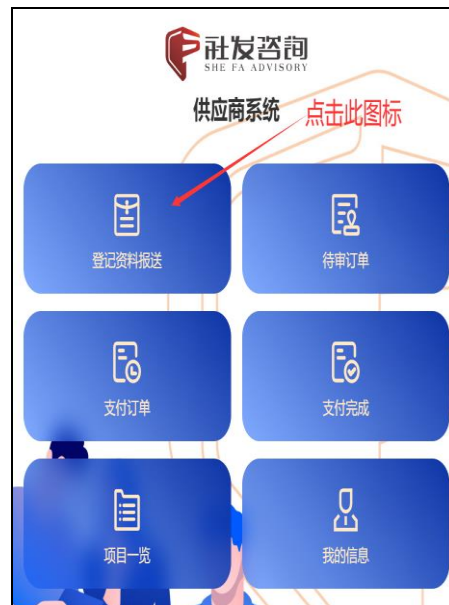 社发咨询
SHE FA ADVISORY
供应商系统
点击此图标
登记资料报送
待审订单
支付订单
支付完成
项目一览
我的信息